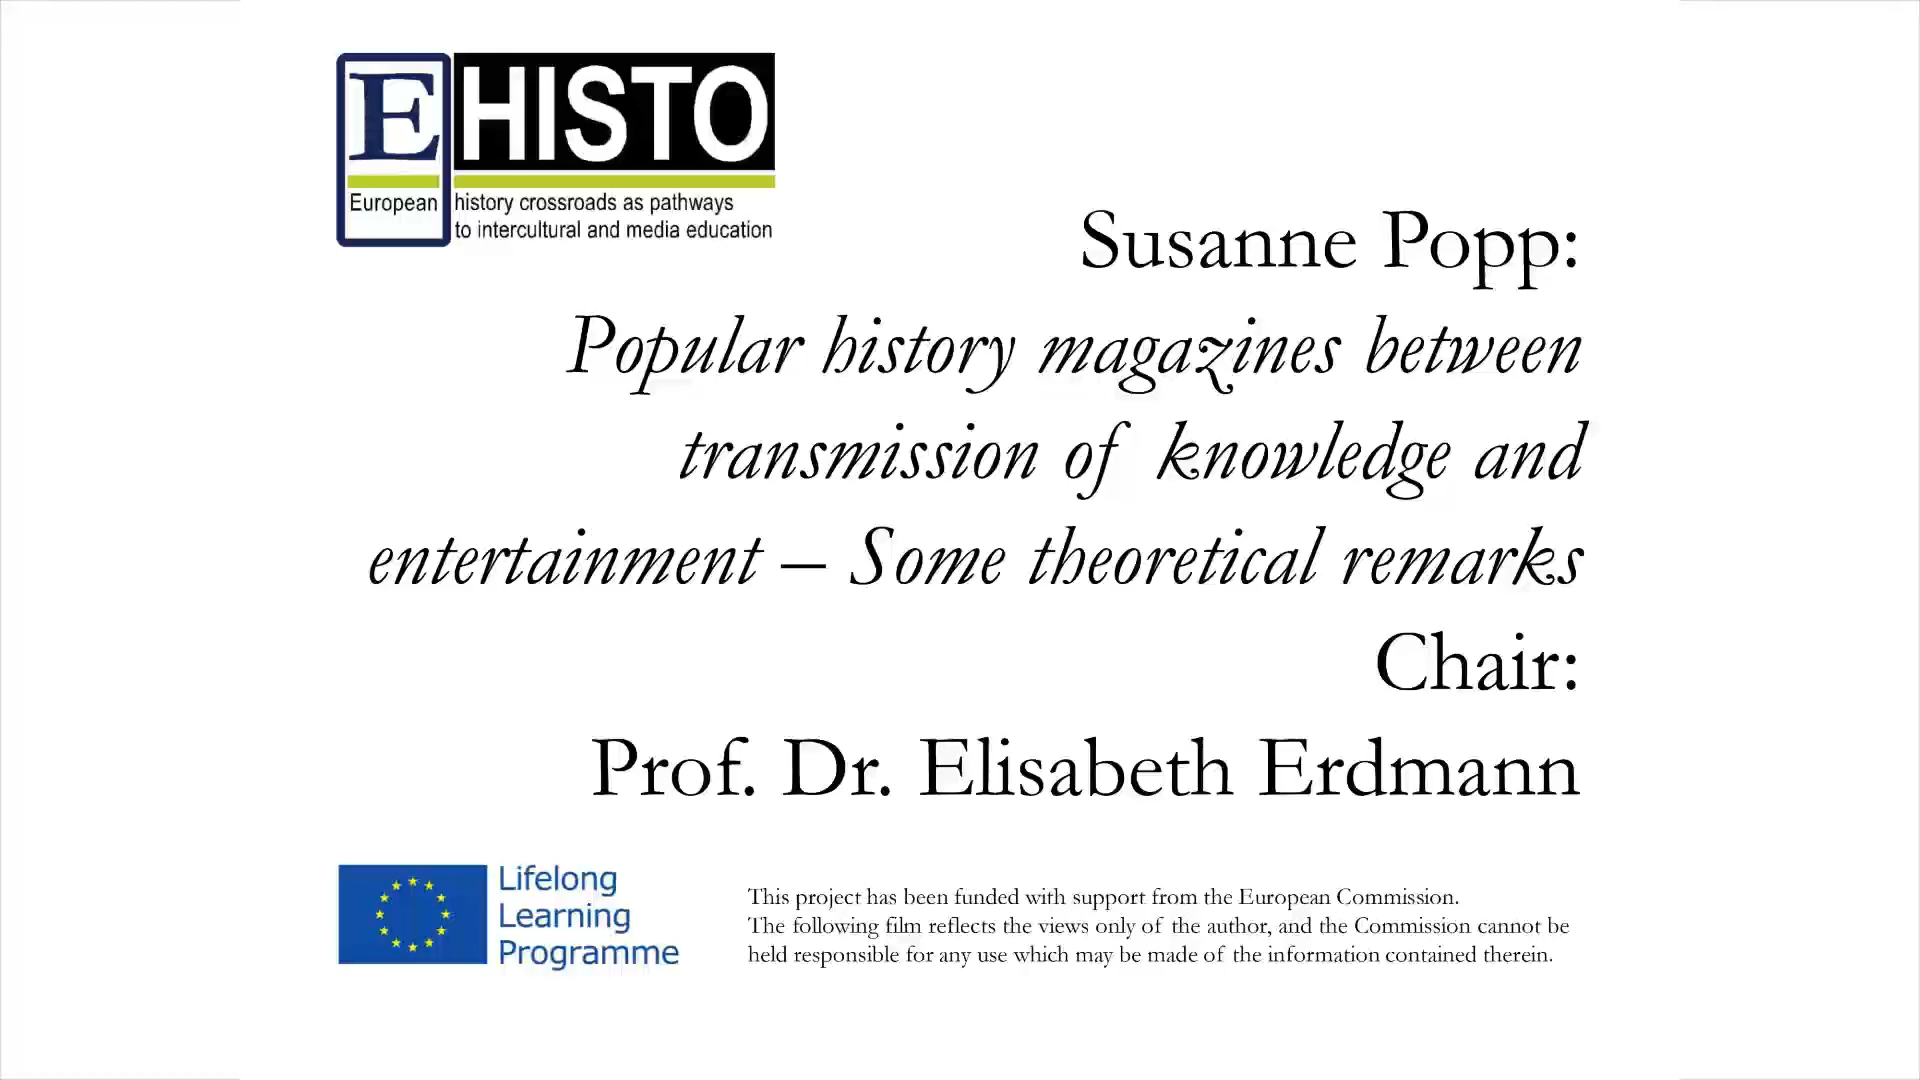 EHISTO
European history crossroads as pathways
to intercultural and media education
Susanne Popp:
Popular history magazines between
transmission of knowledge and
entertainment – Some theoretical remarks
Chair:
Prof. Dr. Elisabeth Erdmann
Lifelong
Learning
Programme
This project has been funded with support from the European Commission.
The following film reflects the views only of the author, and the Commission cannot be
held responsible for any use which may be made of the information contained therein.